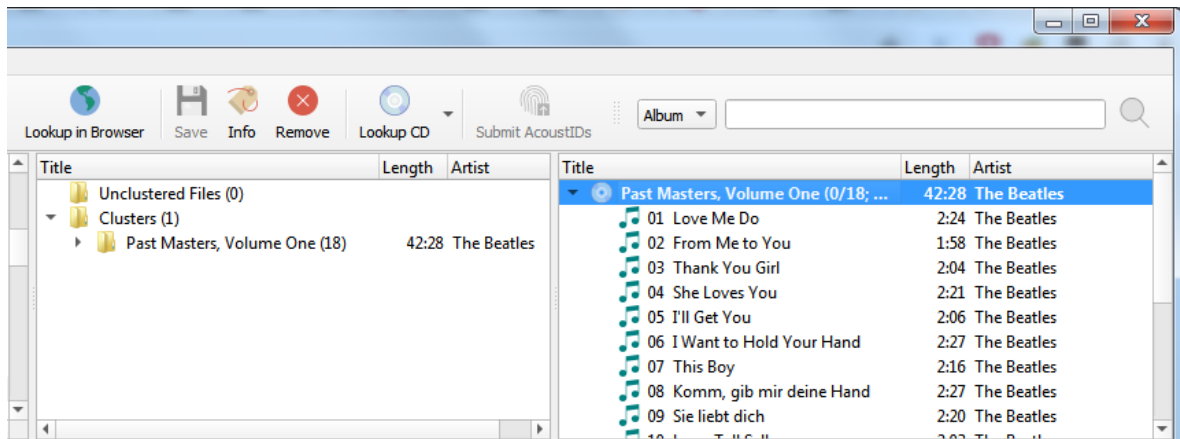 Lookup in Browser Save Info Remove Lookup CD Submit AcoustIDs Album
Title Length Artist
Unclustered Files (0)
Clusters (1)
Past Masters, Volume One (18) 42:28 The Beatles
Title Length Artist
Past Masters, Volume One (0/18; ... 42:28 The Beatles
01 Love Me Do 2:24 The Beatles
02 From Me to You 1:58 The Beatles
03 Thank You Girl 2:04 The Beatles
04 She Loves You 2:21 The Beatles
05 I'll Get You 2:06 The Beatles
06 I Want to Hold Your Hand 2:27 The Beatles
07 This Boy 2:16 The Beatles
08 Komm, gib mir deine Hand 2:27 The Beatles
09 Sie liebt dich 2:20 The Beatles